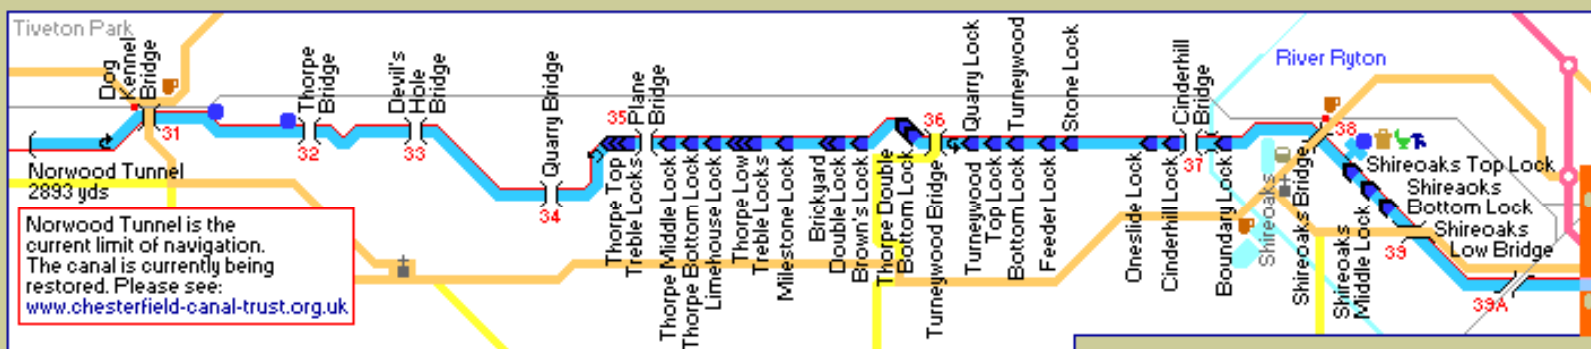 Tiveton Park
Dog
Kennel
Bridge
31
Thorpe
Bridge
32
Devil's
Hole
Bridge
33
Quarry Bridge
34
35
Plane
Bridge
Thorpe Top
Treble Locks
Thorpe Middle Lock
Thorpe Bottom Lock
Limehouse Lock
Thorpe Low
Treble Locks
Milestone Lock
Brickyard
Double Lock
Brown's Lock
Thorpe Double
Bottom Lock
36
Turneywood Bridge
Quarry Lock
Turneywood
Top Lock
Turneywood
Bottom Lock
Stone Lock
Feeder Lock
Oneslide Lock
Cinderhill Lock
Cinderhill
Bridge
37
Boundary Lock
River Ryton
Shireoaks
Shireoaks Bridge
38
Shireoaks Top Lock
Shireoaks
Middle Lock
Shireaoks
Bottom Lock
Shireoaks
Low Bridge
39
39A
Norwood Tunnel
2893 yds
Norwood Tunnel is the
current limit of navigation.
The canal is currently being
restored. Please see:
www.chesterfield-canal-trust.org.uk